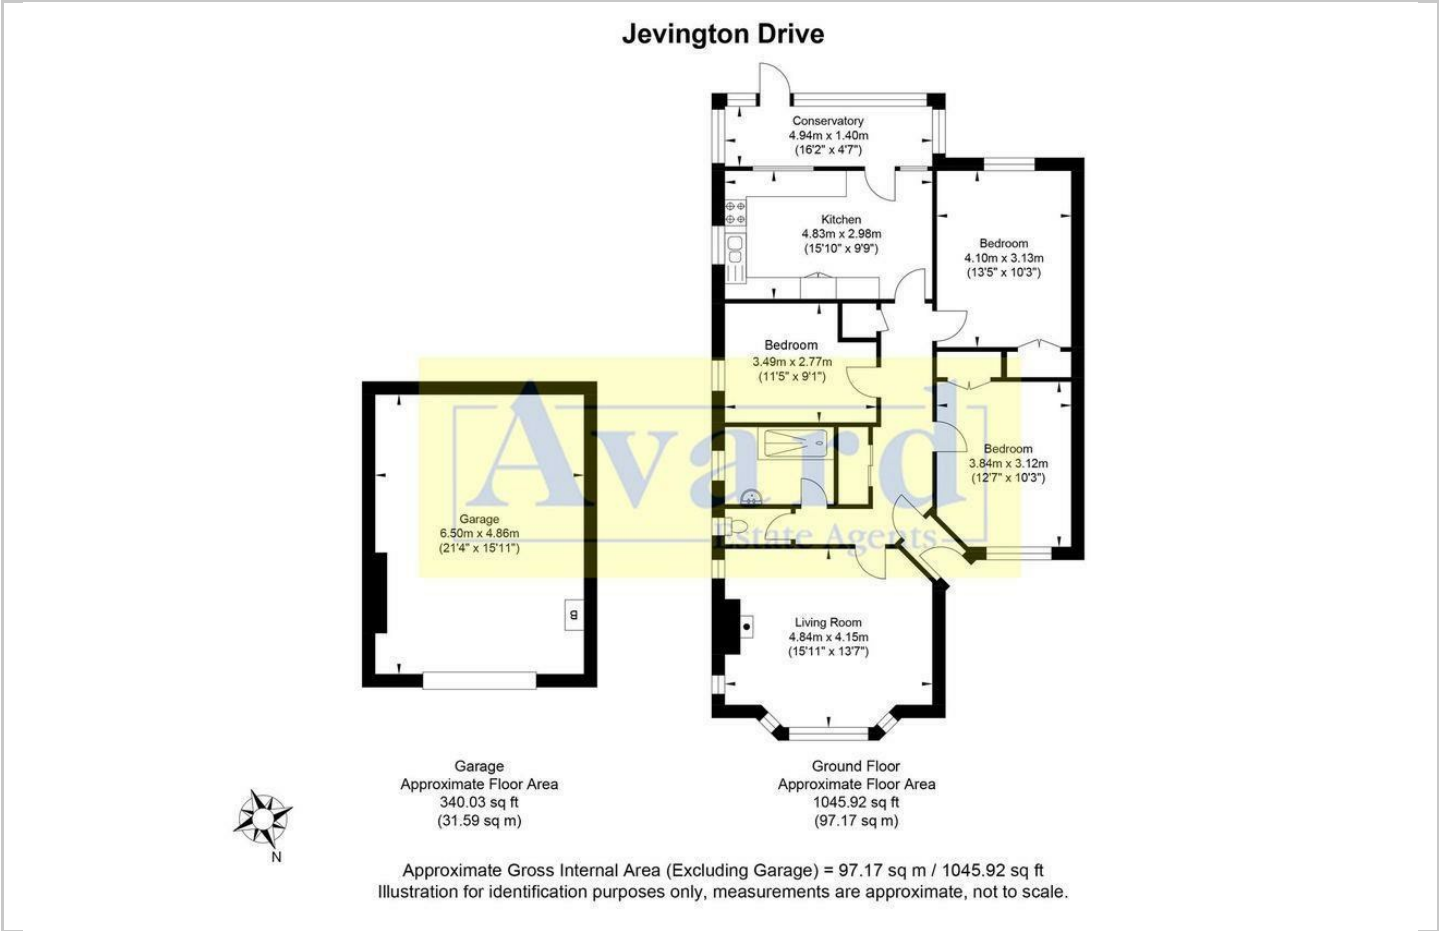 Jevington Drive
Conservatory
4.94m x 1.40m
(16'2" x 4'7")
Kitchen
4.83m x 2.98m
(15'10" x 9'9")
Bedroom
4.10m x 3.13m
(13'5" x 10'3")
Bedroom
3.49m x 2.77m
(11'5" x 9'1")
Bedroom
3.84m x 3.12m
(12'7" x 10'3")
Avard
Estate Agents
Garage
6.50m x 4.86m
(21'4" x 15'11")
B
Living Room
4.84m x 4.15m
(15'11" x 13'7")
Garage
Approximate Floor Area
340.03 sq ft
(31.59 sq m)
Ground Floor
Approximate Floor Area
1045.92 sq ft
(97.17 sq m)
N
Approximate Gross Internal Area (Excluding Garage) = 97.17 sq m / 1045.92 sq ft
Illustration for identification purposes only, measurements are approximate, not to scale.